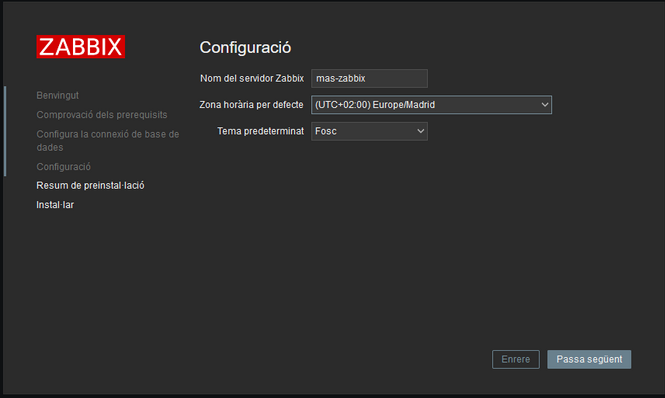 ZABBIX
Benvingut
Comprovació dels prerequisits
Configura la connexió de base de
dades
Configuració
Resum de preinstal·lació
Instal·lar
Configuració
Nom del servidor Zabbix mas-zabbix
Zona horària per defecte (UTC+02:00) Europe/Madrid
Tema predeterminat Fosc
Enrere Passa següent